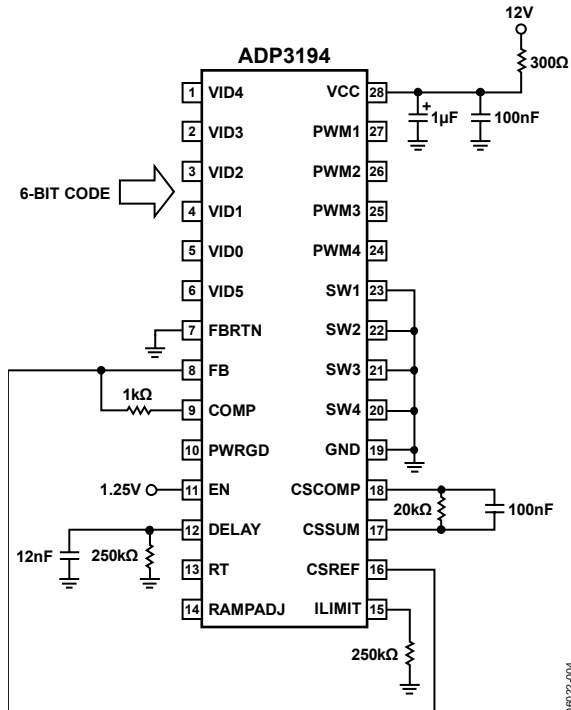 12V
300Ω
ADP3194
1 VID4 VCC 28
+ 1µF 100nF
2 VID3 PWM1 27
3 VID2 PWM2 26
6-BIT CODE
4 VID1 PWM3 25
5 VID0 PWM4 24
6 VID5 SW1 23
7 FBRTN SW2 22
8 FB SW3 21
1kΩ
9 COMP SW4 20
10 PWRGD GND 19
1.25V 11 EN CSCOMP 18
20kΩ 100nF
12 DELAY CSSUM 17
12nF 250kΩ
13 RT CSREF 16
14 RAMPADJ ILIMIT 15
250kΩ